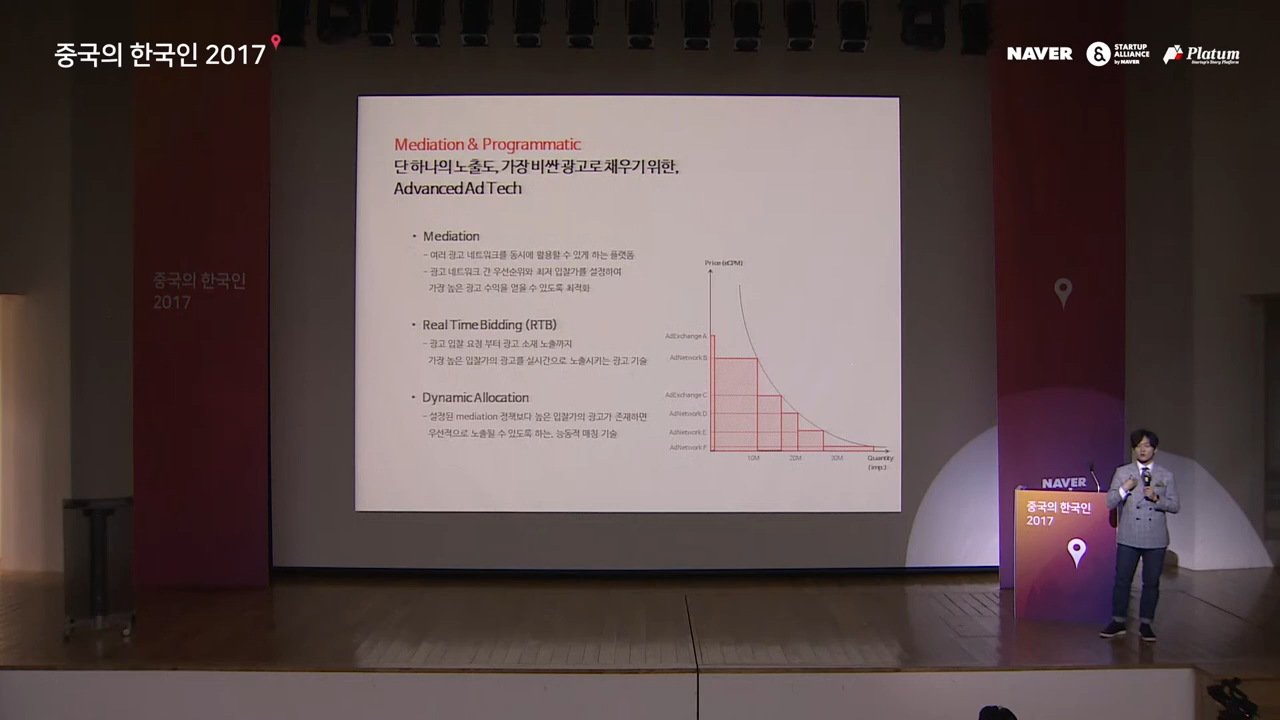 중국의 한국인 2017
NAVER
&
STARTUP
ALLIANCE
by NAVER
Platum
Startup's Story Platform
Mediation & Programmatic
단 하나의 노출도, 가장 비싼 광고로 채우기 위한,
Advanced Ad Tech
• Mediation
– 여러 광고 네트워크를 동시에 활용할 수 있게 하는 플랫폼
– 광고 네트워크 간 우선순위와 최저 입찰가를 설정하여
가장 높은 광고 수익을 얻을 수 있도록 최적화
• Real Time Bidding (RTB)
– 광고 입찰 요청 부터 광고 소재 노출까지
가장 높은 입찰가의 광고를 실시간으로 노출시키는 광고 기술
• Dynamic Allocation
– 설정된 mediation 정책보다 높은 입찰가의 광고가 존재하면
우선적으로 노출될 수 있도록 하는, 능동적 매칭 기술
Price (eCPM)
AdExchange A
AdNetwork B
AdExchange C
AdNetwork D
AdNetwork E
AdNetwork F
10M
20M
30M
Quantity
(imp.)
중국의 한국인
2017
NAVER
중국의 한국인
2017